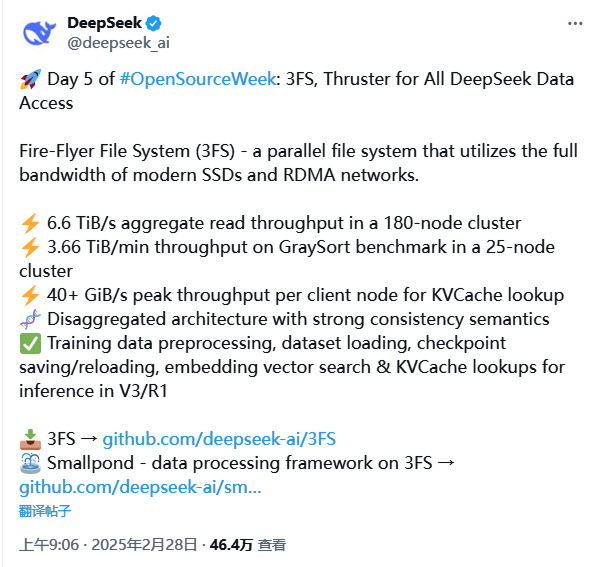 DeepSeek
@deepseek_ai
🚀 Day 5 of #OpenSourceWeek: 3FS, Thruster for All DeepSeek Data
Access
Fire-Flyer File System (3FS) - a parallel file system that utilizes the full
bandwidth of modern SSDs and RDMA networks.
⚡ 6.6 TiB/s aggregate read throughput in a 180-node cluster
⚡ 3.66 TiB/min throughput on GraySort benchmark in a 25-node
cluster
⚡ 40+ GiB/s peak throughput per client node for KVCache lookup
🧬 Disaggregated architecture with strong consistency semantics
✅ Training data preprocessing, dataset loading, checkpoint
saving/reloading, embedding vector search & KVCache lookups for
inference in V3/R1
📥 3FS → github.com/deepseek-ai/3FS
⛲ Smallpond - data processing framework on 3FS →
github.com/deepseek-ai/sm…
翻译帖子
上午9:06 · 2025年2月28日 · 46.4万 查看